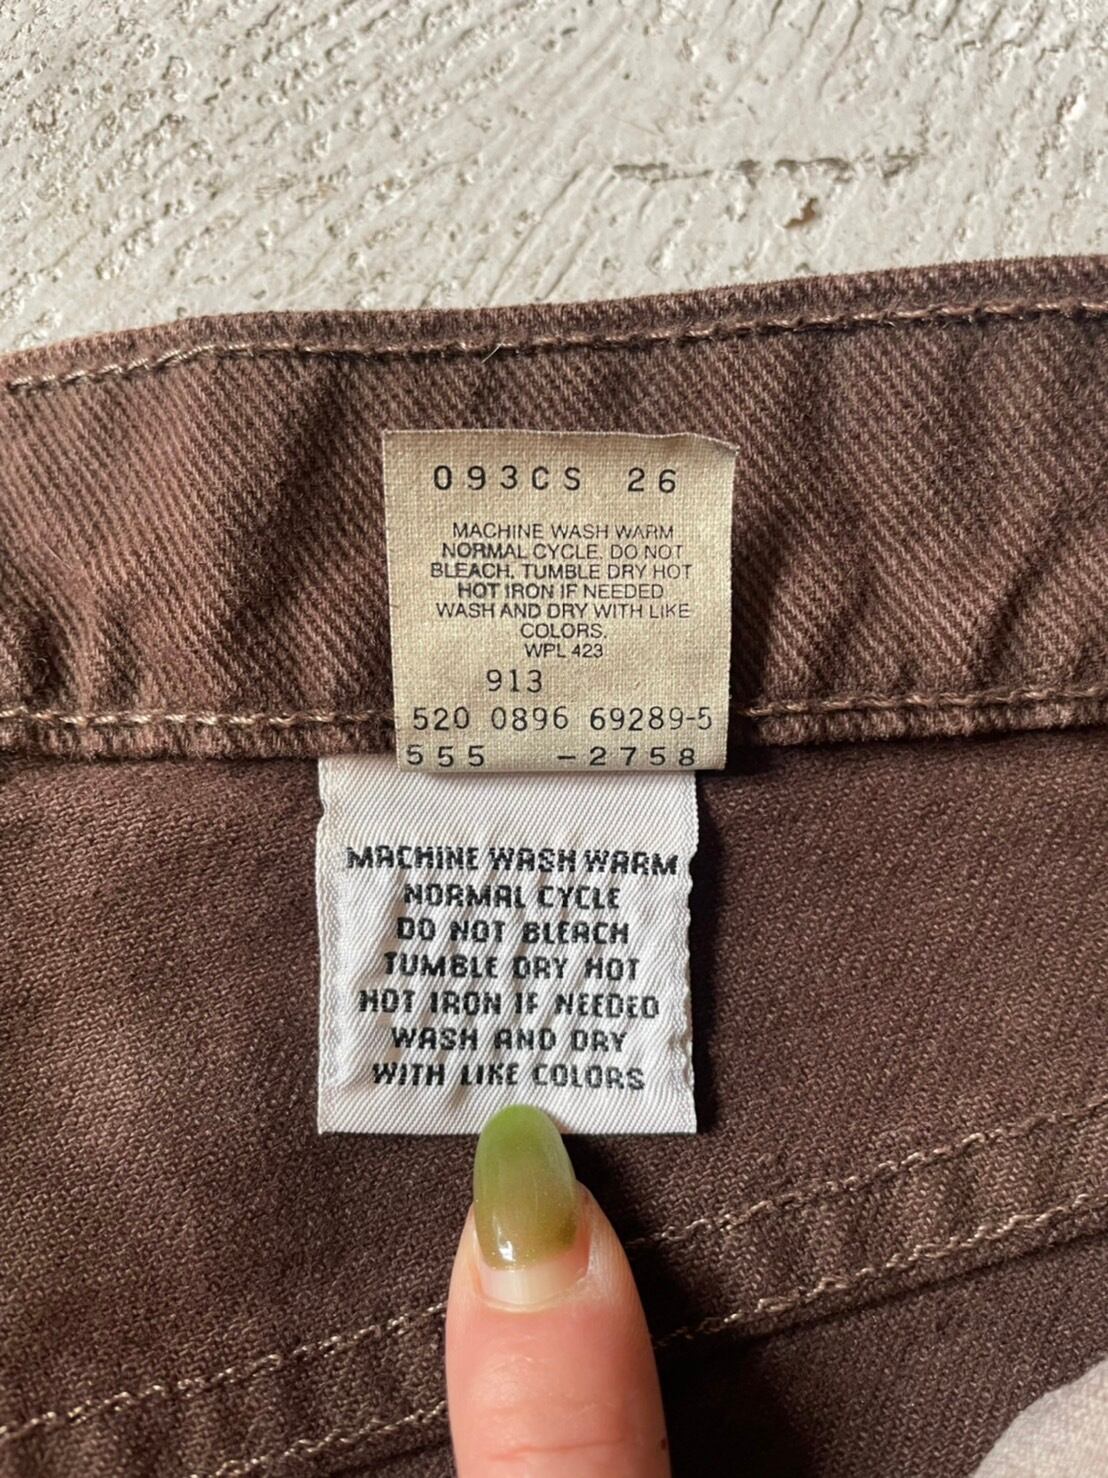 093CS 26
MACHINE WASH WARM
NORMAL CYCLE. DO NOT
BLEACH. TUMBLE DRY HOT
HOT IRON IF NEEDED
WASH AND DRY WITH LIKE
COLORS.
WPL 423
913
520 0896 69289-5
555 -2758
MACHINE WASH WARM
NORMAL CYCLE
DO NOT BLEACH
TUMBLE DRY HOT
HOT IRON IF NEEDED
WASH AND DRY
WITH LIKE COLORS